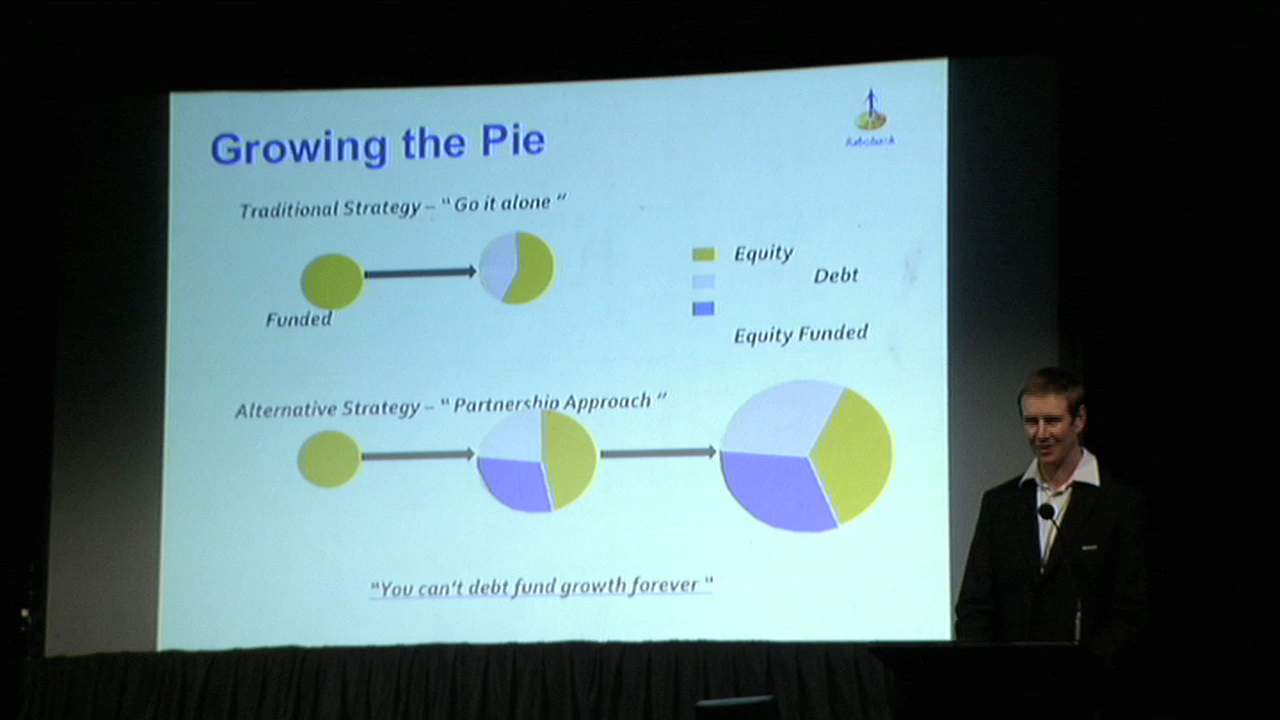 Growing the Pie
Rabobank
Traditional Strategy – “ Go it alone ”
Equity
Debt
Funded
Equity Funded
Alternative Strategy – “ Partnership Approach ”
“You can’t debt fund growth forever “